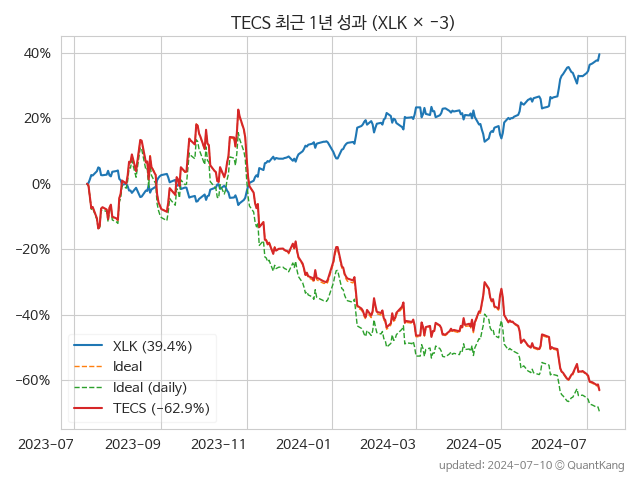 TECS 최근 1년 성과 (XLK × −3)
40%
20%
0%
−20%
−40%
−60%
XLK (39.4%)
Ideal
Ideal (daily)
TECS (−62.9%)
2023-07
2023-09
2023-11
2024-01
2024-03
2024-05
2024-07
updated: 2024-07-10 © QuantKang